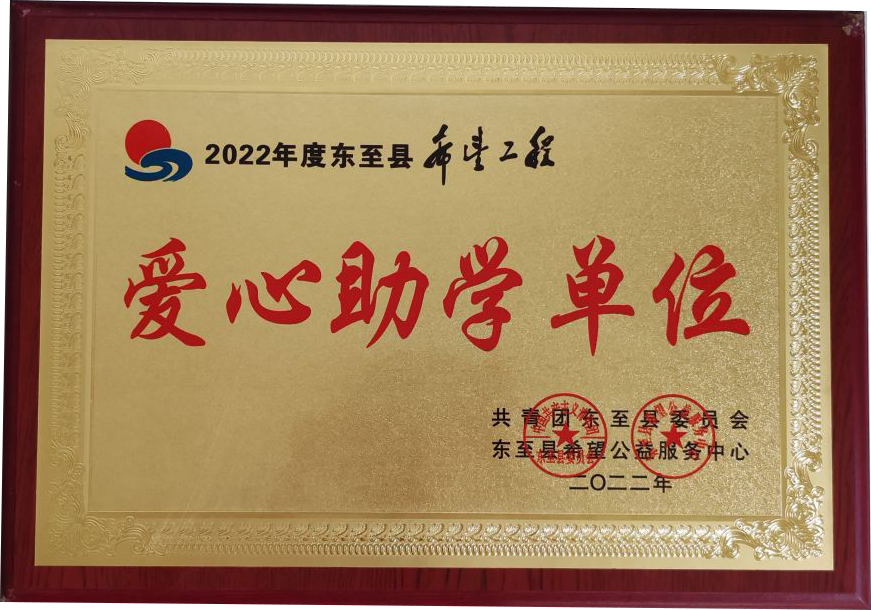 2022年度东至县 希望工程
爱心助学单位
共青团东至县委员会
东至县希望公益服务中心
二〇二二年